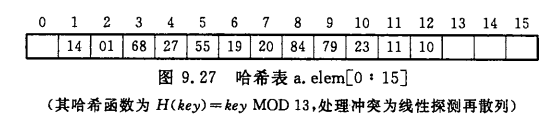 0 1 2 3 4 5 6 7 8 9 10 11 12 13 14 15
14 01 68 27 55 19 20 84 79 23 11 10
图 9.27 哈希表 a.elem[0:15]
(其哈希函数为 H(key)=key MOD 13,处理冲突为线性探测再散列)